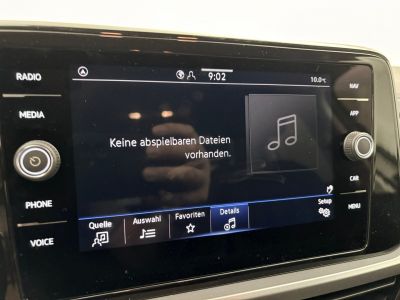 RADIO
9:02
10.0°C
NAV
MEDIA
APP
Keine abspielbaren Dateien
vorhanden.
PHONE
CAR
VOICE
MENU
Quelle
Auswahl
Favoriten
Details
Setup